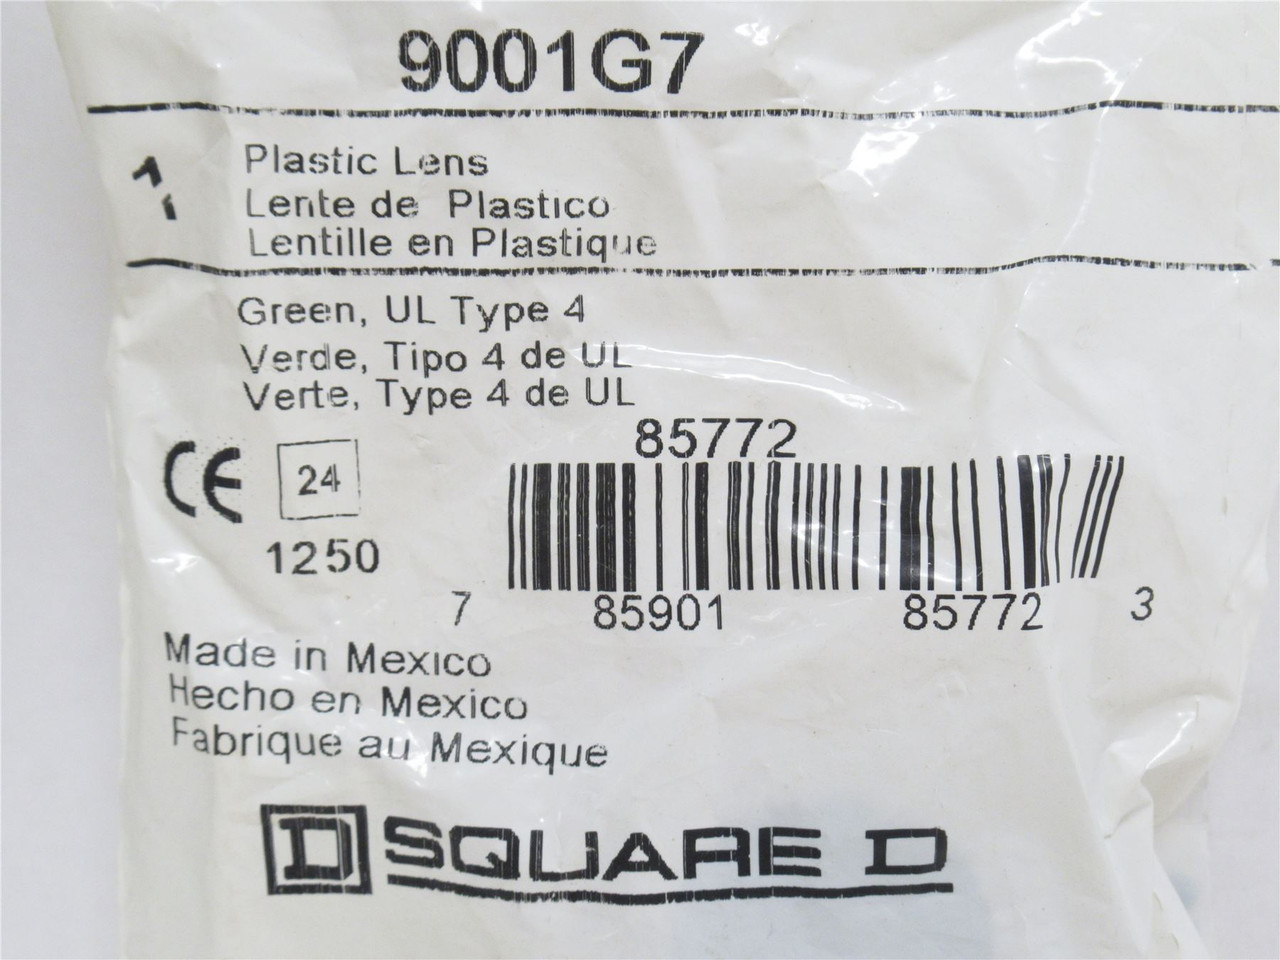 9001G7
1
Plastic Lens
Lente de Plastico
Lentille en Plastique
Green, UL Type 4
Verde, Tipo 4 de UL
Verte, Type 4 de UL
85772
CE 24
1250
7 85901 85772 3
Made in Mexico
Hecho en Mexico
Fabrique au Mexique
D SQUARE D